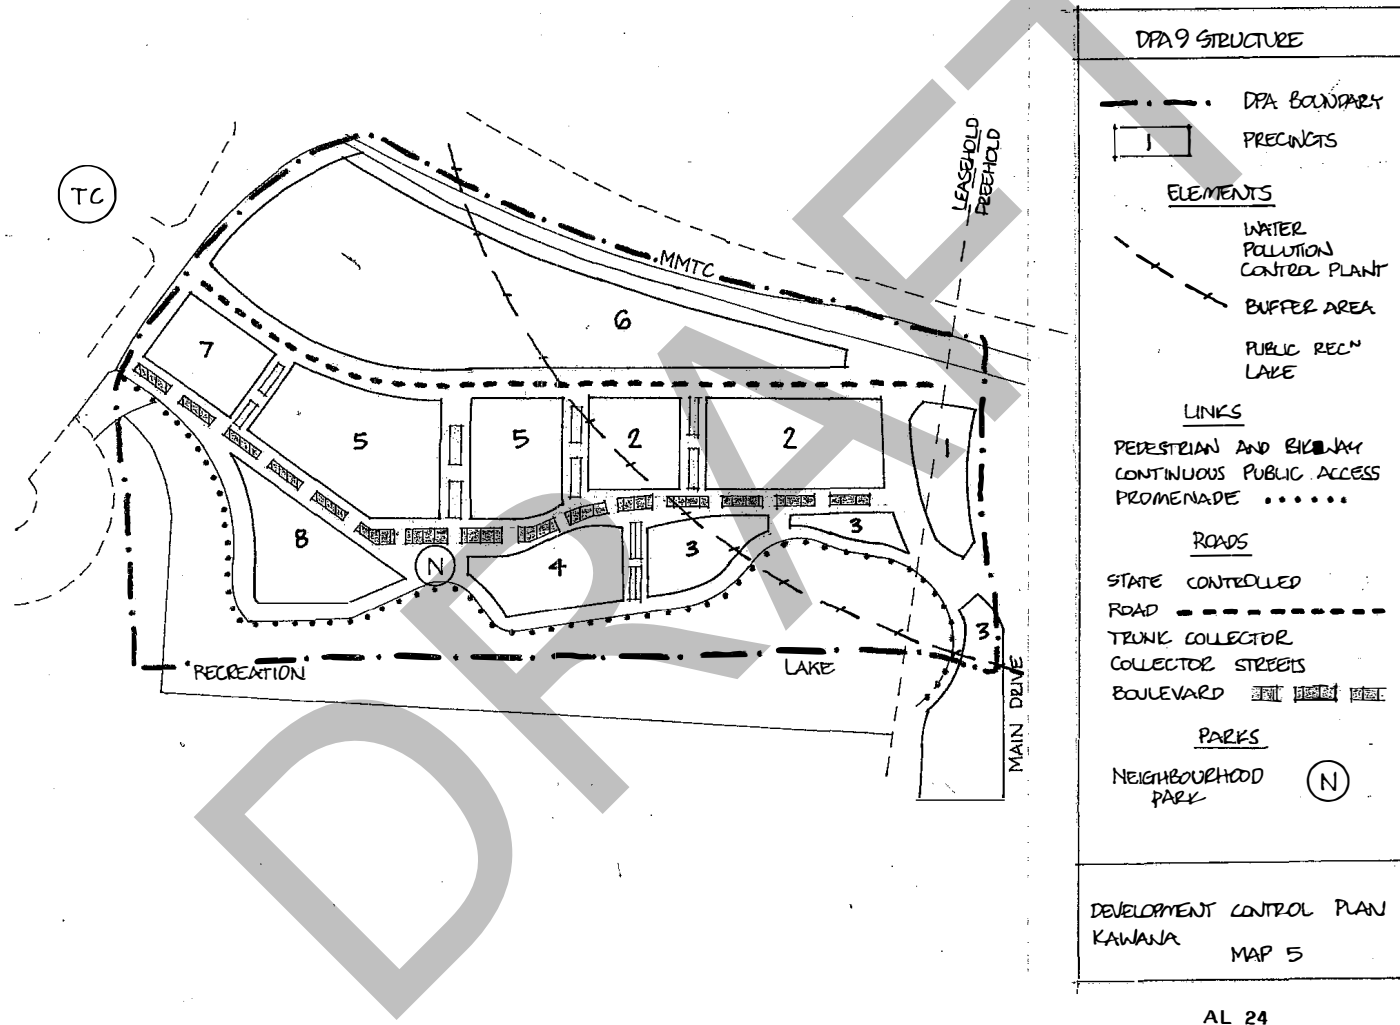 DPA 9 STRUCTURE
DPA BOUNDARY
1
PRECINCTS
ELEMENTS
WATER
POLLUTION
CONTROL PLANT
BUFFER AREA
PUBLIC RECN
LAKE
LINKS
PEDESTRIAN AND BIKEWAY
CONTINUOUS PUBLIC ACCESS
PROMENADE
ROADS
STATE CONTROLLED
ROAD
TRUNK COLLECTOR
COLLECTOR STREETS
BOULEVARD
PARKS
NEIGHBOURHOOD
PARK
N
DEVELOPMENT CONTROL PLAN
KAWANA
MAP 5
AL 24
TC
LEASEHOLD
FREEHOLD
MMTC
6
7
5
5
2
2
1
8
N
4
3
3
3
RECREATION
LAKE
MAIN DRIVE
DRAFT